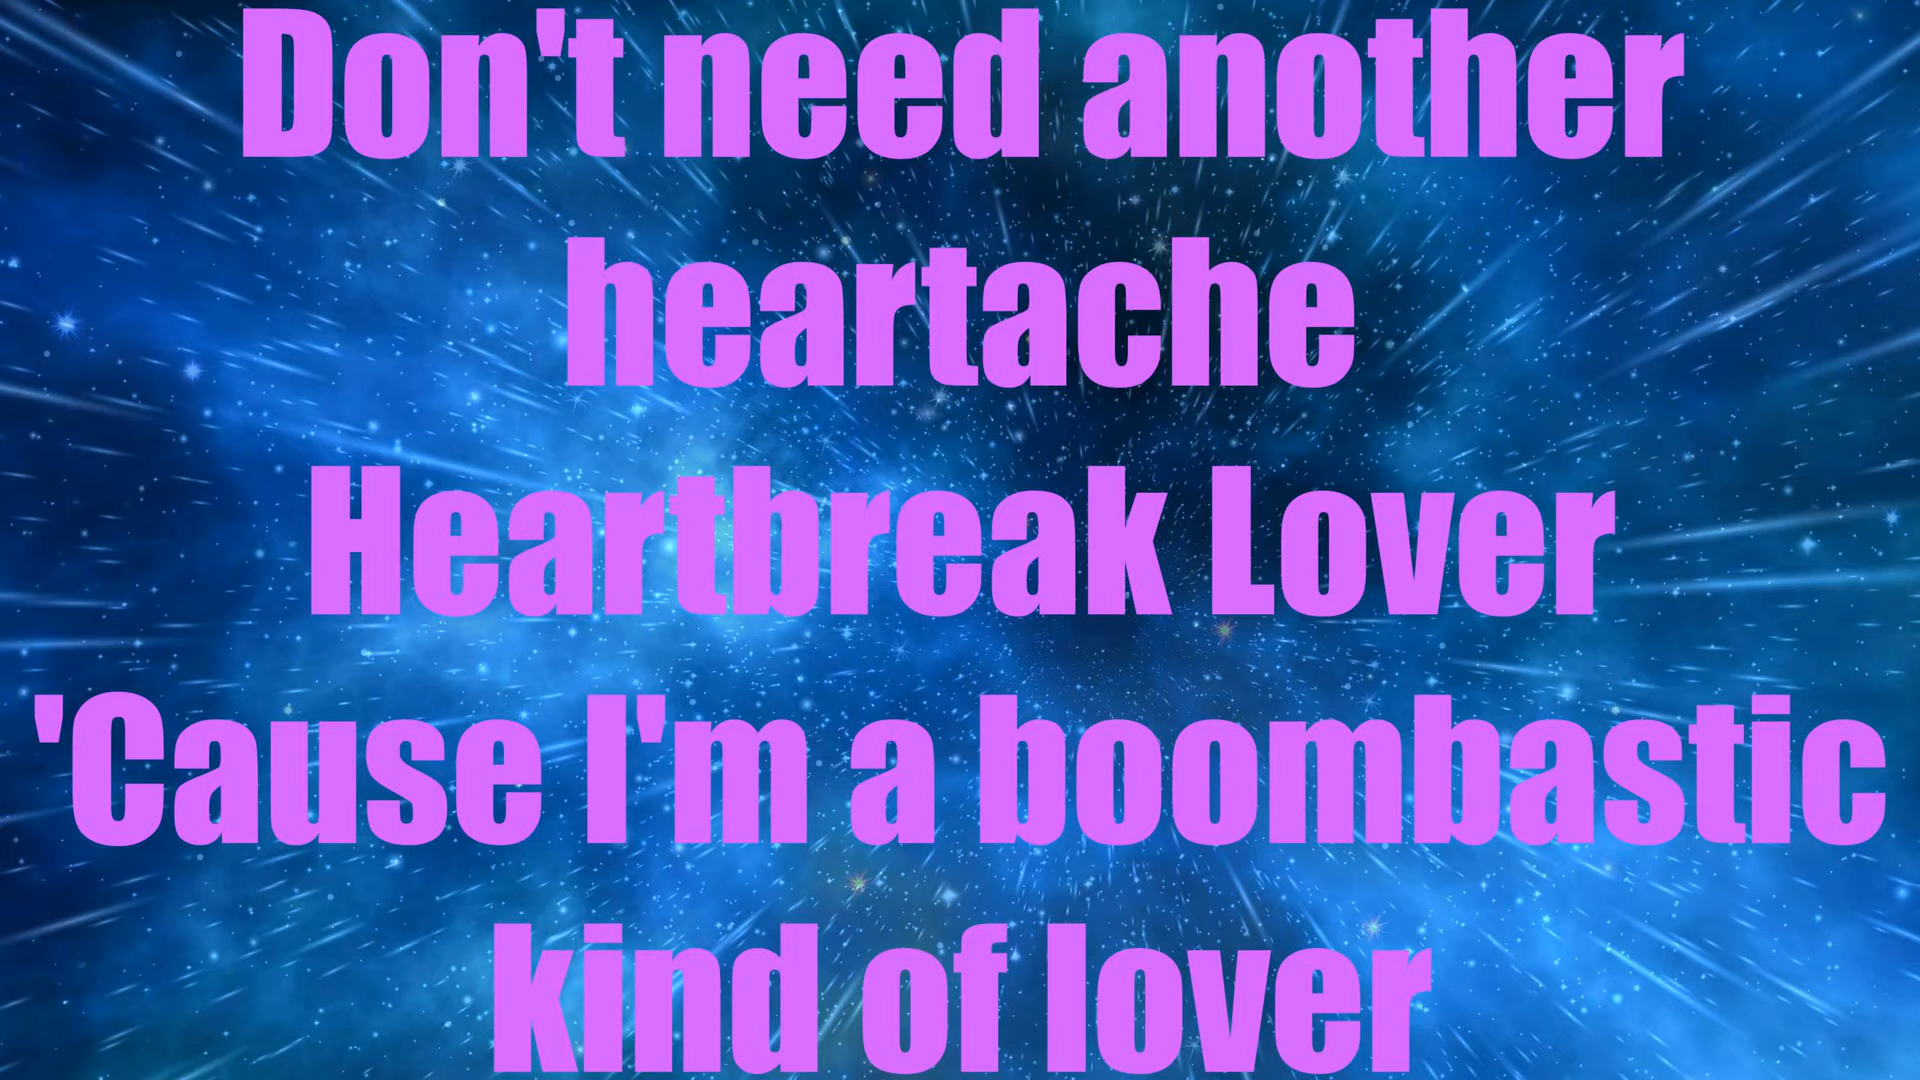 Don't need another
heartache
Heartbreak Lover
'Cause I'm a boombastic
kind of lover